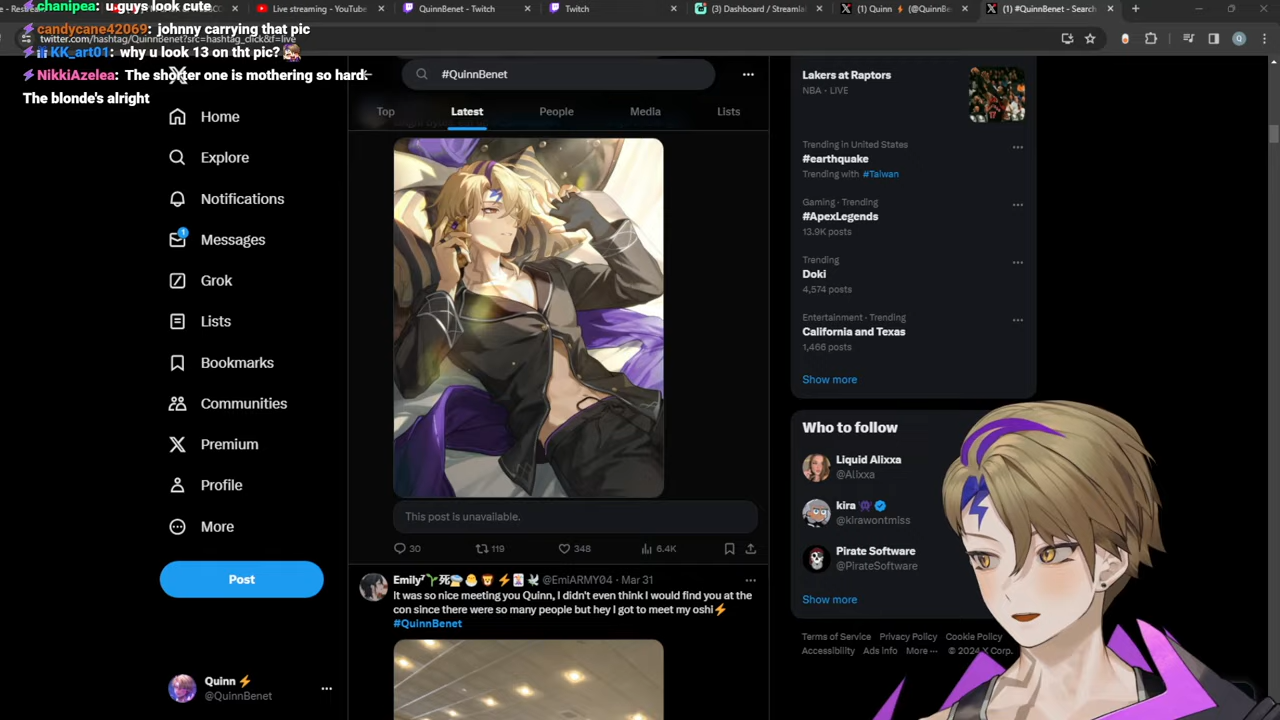 chanipea: u guys look cute
candycane42069: johnny carrying that pic
KK_art01: why u look 13 on tht pic?
NikkiAzelea: The shorter one is mothering so hard.
The blonde's alright
Live streaming - YouTube
QuinnBenet - Twitch
Twitch
(3) Dashboard / Streamlab
(1) Quinn ⚡ (@QuinnBen
(1) #QuinnBenet - Search
twitter.com/hashtag/Quinnbenet?src=hashtag_click&f=live
#QuinnBenet
Top
Latest
People
Media
Lists
Home
Explore
Notifications
1
Messages
Grok
Lists
Bookmarks
Communities
Premium
Profile
More
Post
Quinn ⚡
@QuinnBenet
This post is unavailable.
30
119
348
6.4K
@EmiARMY04 · Mar 31
It was so nice meeting you Quinn, I didn't even think I would find you at the
con since there were so many people but hey I got to meet my oshi⚡
#QuinnBenet
Lakers at Raptors
NBA · LIVE
Trending in United States
#earthquake
Trending with #Taiwan
Gaming · Trending
#ApexLegends
13.9K posts
Trending
Doki
4,574 posts
Entertainment · Trending
California and Texas
1,466 posts
Show more
Who to follow
Liquid Alixxa
@Alixxa
kira
@kirawontmiss
Pirate Software
@PirateSoftware
Show more
Terms of Service Privacy Policy Cookie Policy
Accessibility Ads info More ··· © 2024 X Corp.